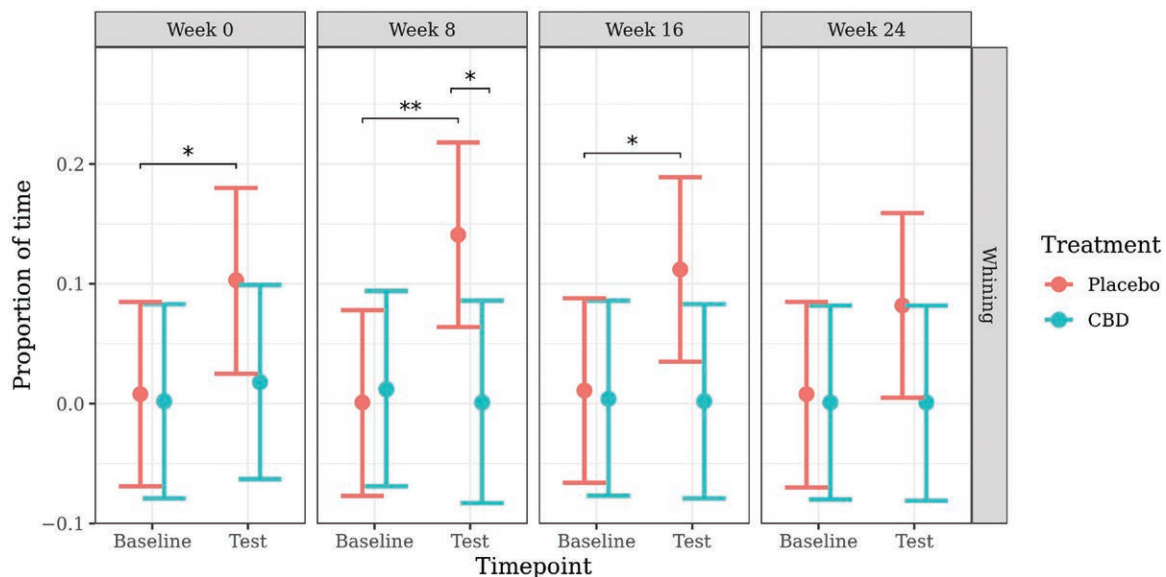 Week 0 Week 8 Week 16 Week 24
* ** * *
Proportion of time
0.2
0.1
0.0
−0.1
Whining
Baseline Test Baseline Test Baseline Test Baseline Test
Timepoint
Treatment
Placebo
CBD